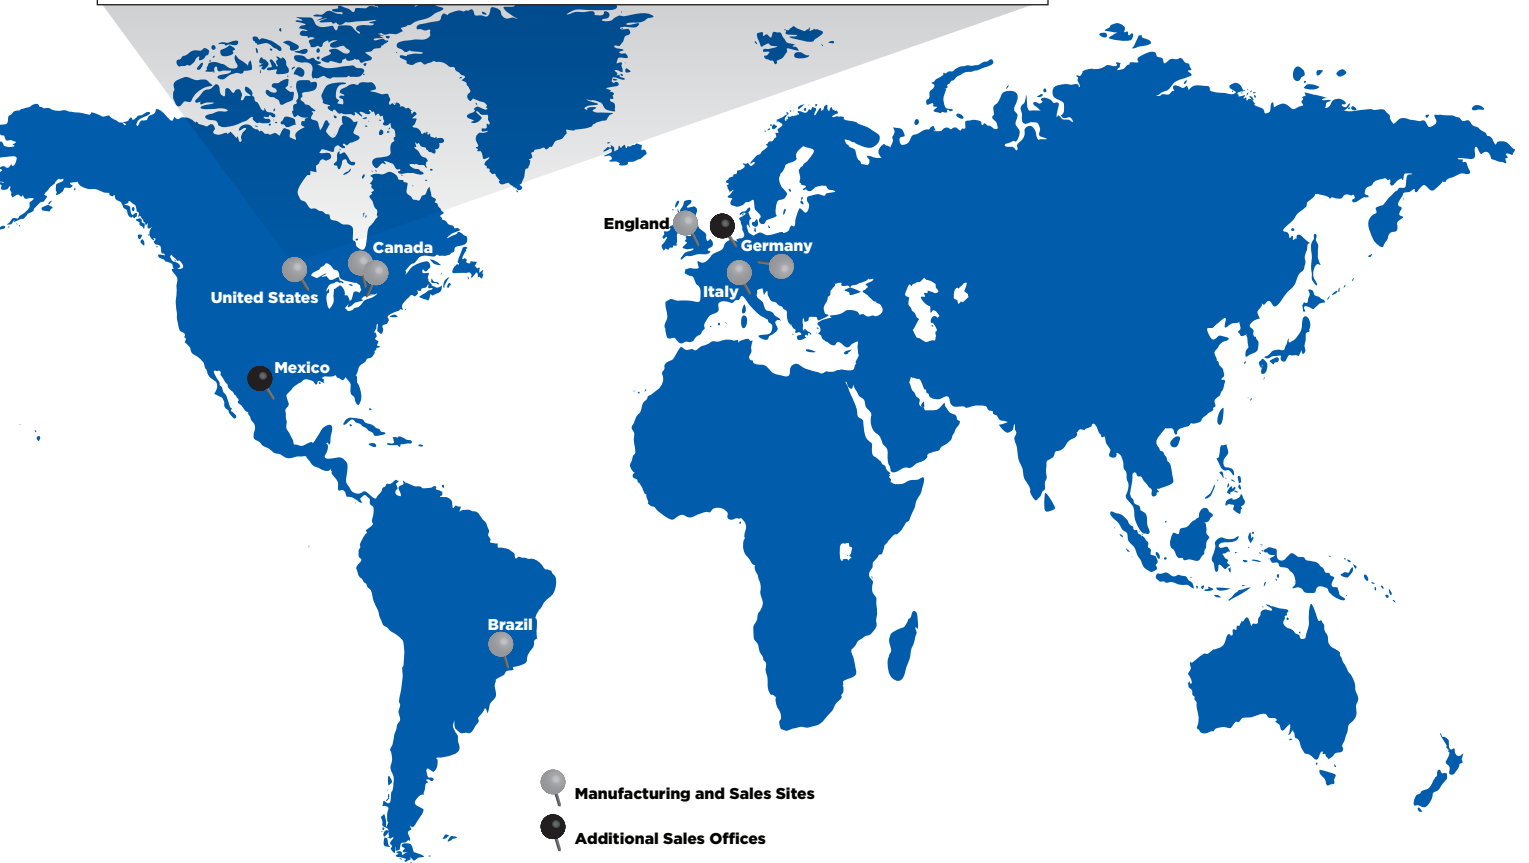 England
Canada
Germany
United States
Italy
Mexico
Brazil
Manufacturing and Sales Sites
Additional Sales Offices